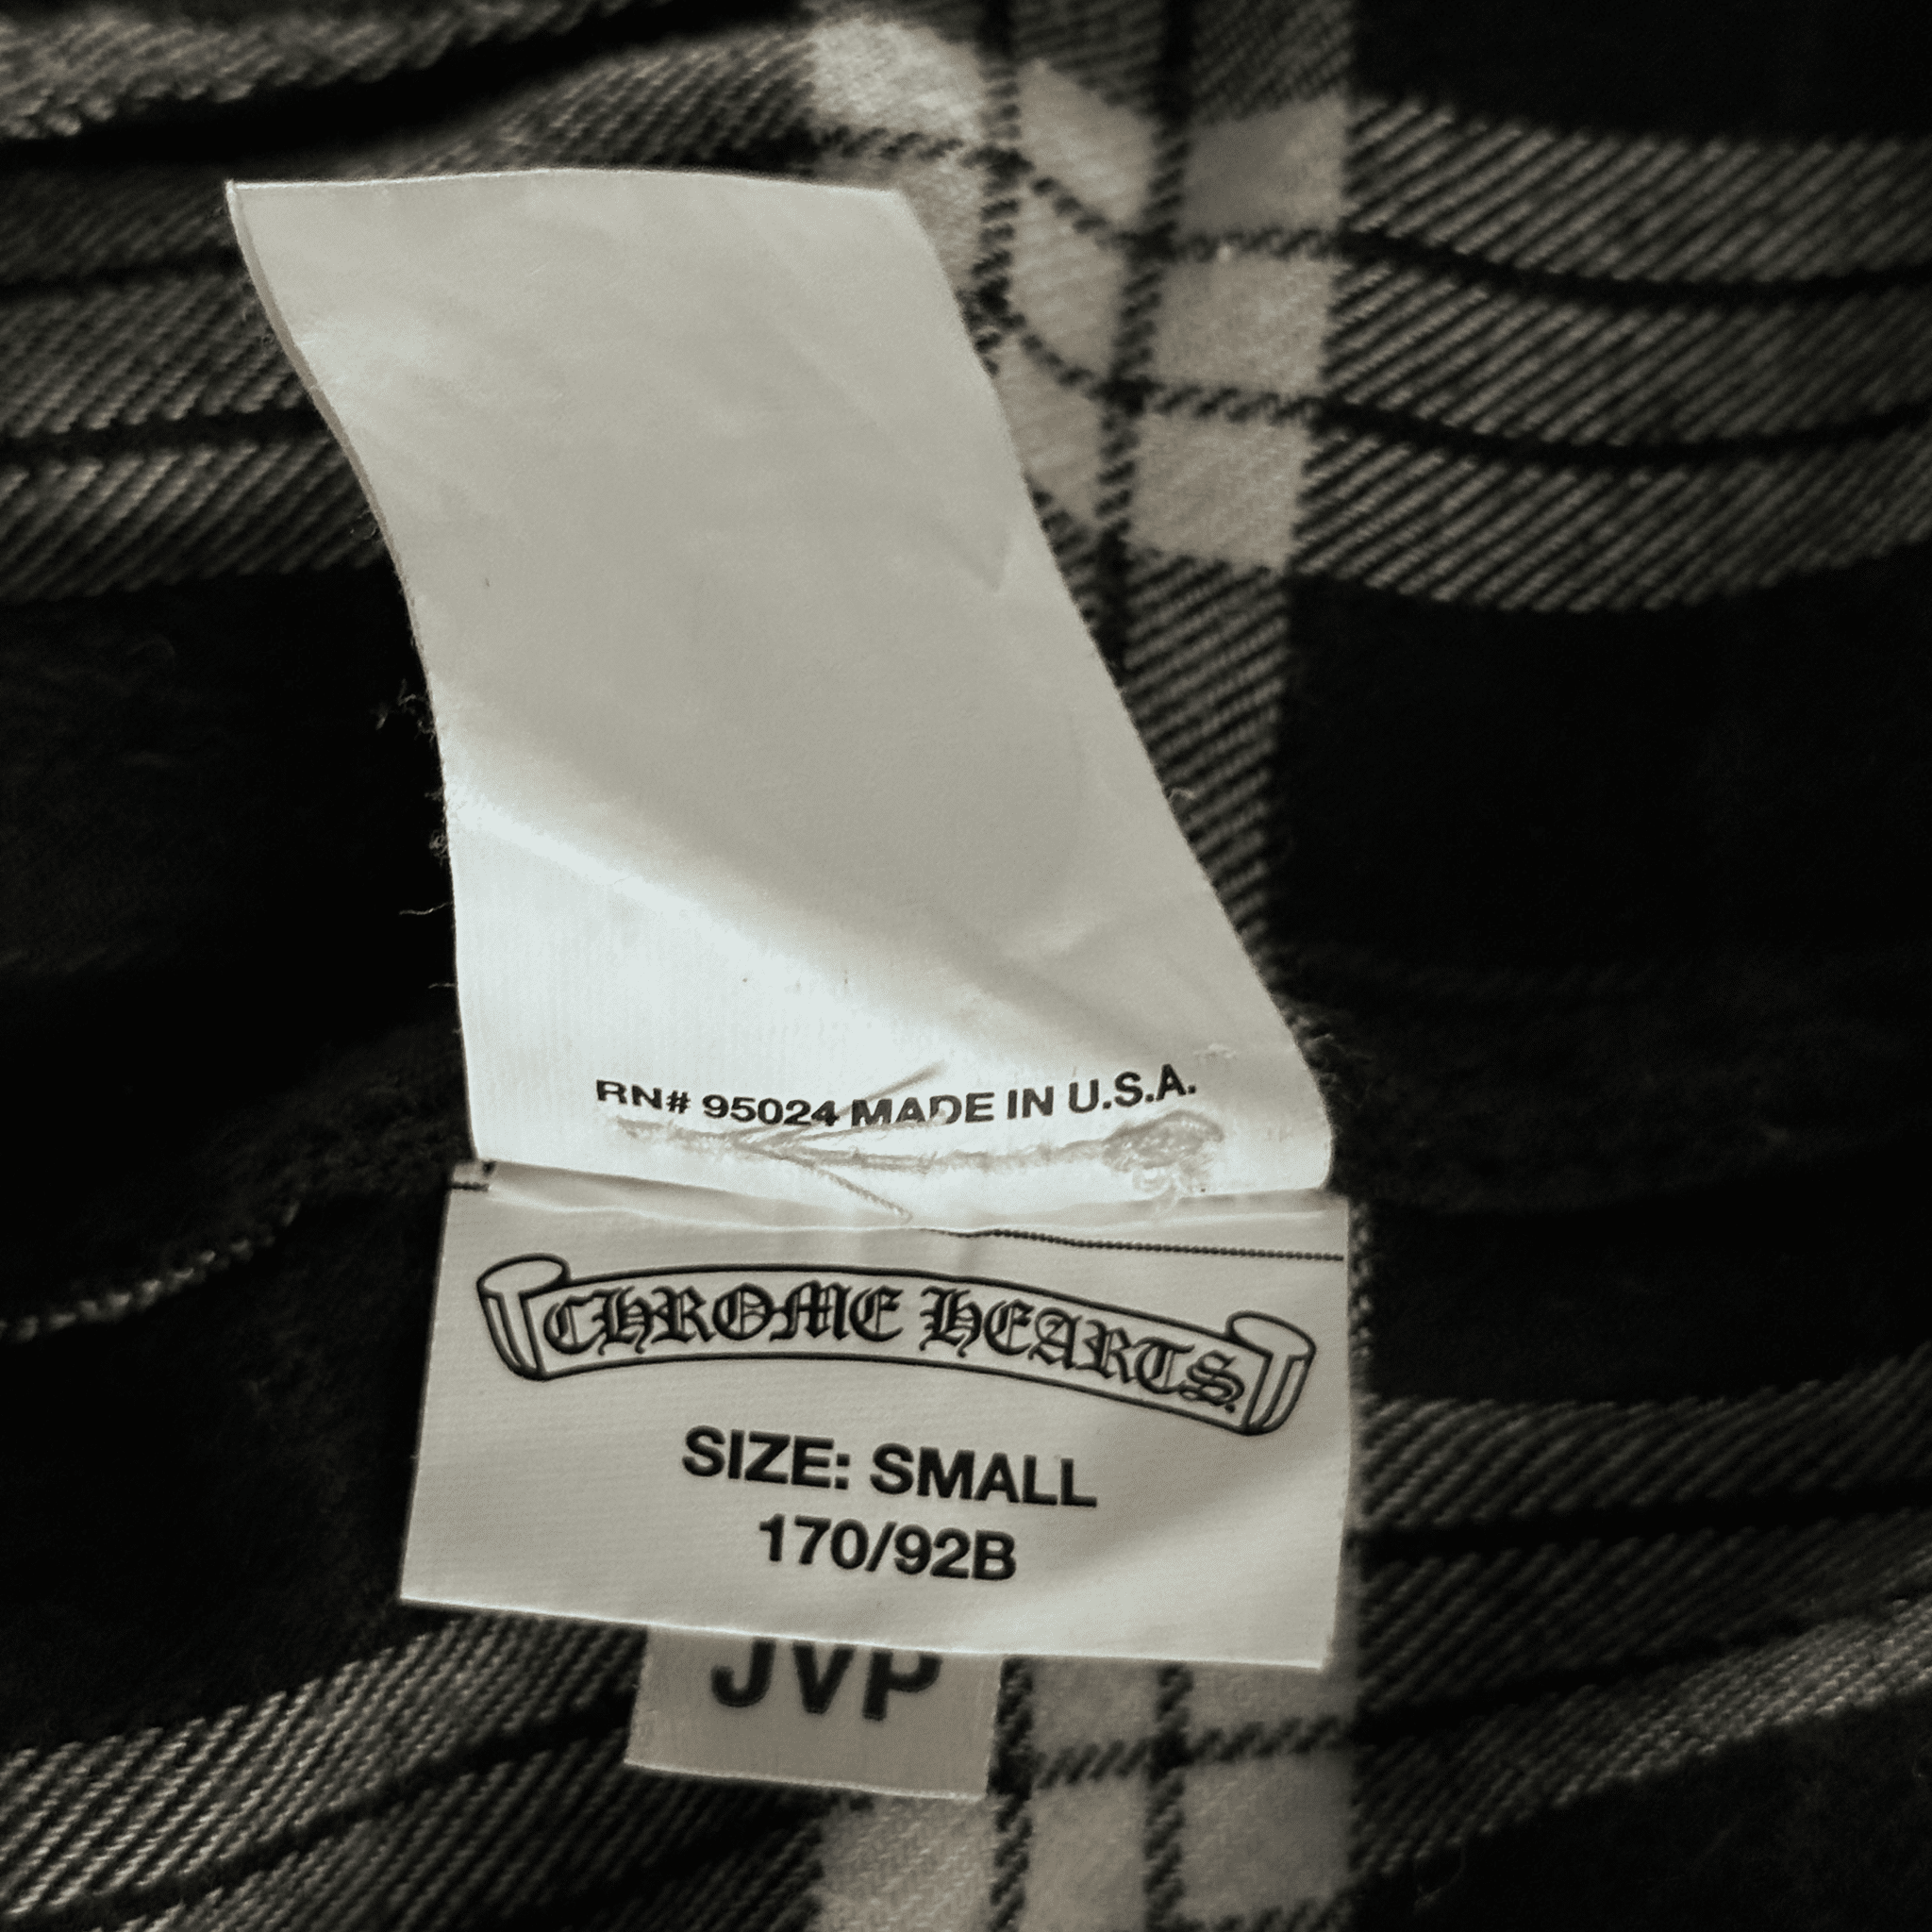 RN# 95024 MADE IN U.S.A.
CHROME HEARTS
SIZE: SMALL
170/92B
JVP